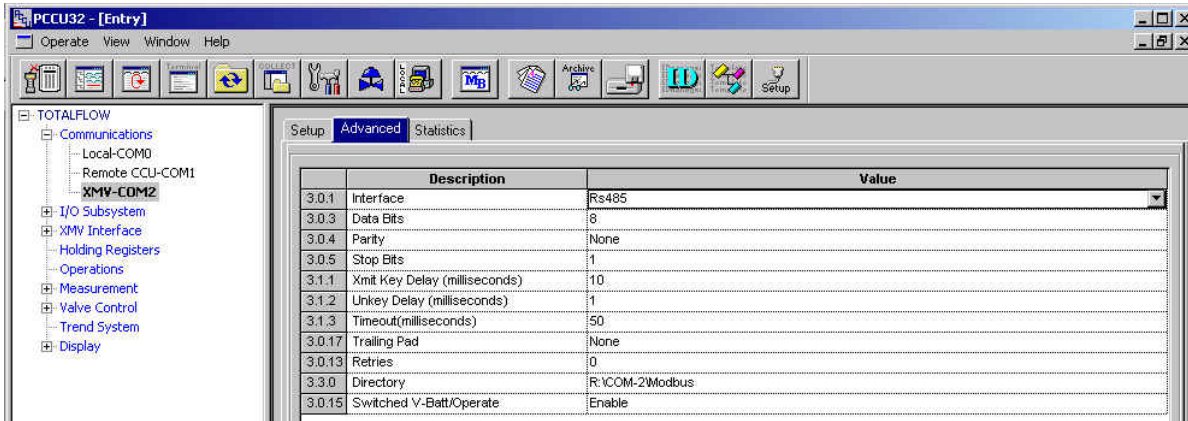 PCCU32 - [Entry]
Operate View Window Help
Terminal COLLECT LOCAL MB Archive ID Setup
TOTALFLOW
Communications
Local-COM0
Remote CCU-COM1
XMV-COM2
I/O Subsystem
XMV Interface
Holding Registers
Operations
Measurement
Valve Control
Trend System
Display
Setup Advanced Statistics
Description Value
3.0.1 Interface Rs485
3.0.3 Data Bits 8
3.0.4 Parity None
3.0.5 Stop Bits 1
3.1.1 Xmit Key Delay (milliseconds) 10
3.1.2 Unkey Delay (milliseconds) 1
3.1.3 Timeout(milliseconds) 50
3.0.17 Trailing Pad None
3.0.13 Retries 0
3.3.0 Directory R:\COM-2\Modbus
3.0.15 Switched V-Batt/Operate Enable